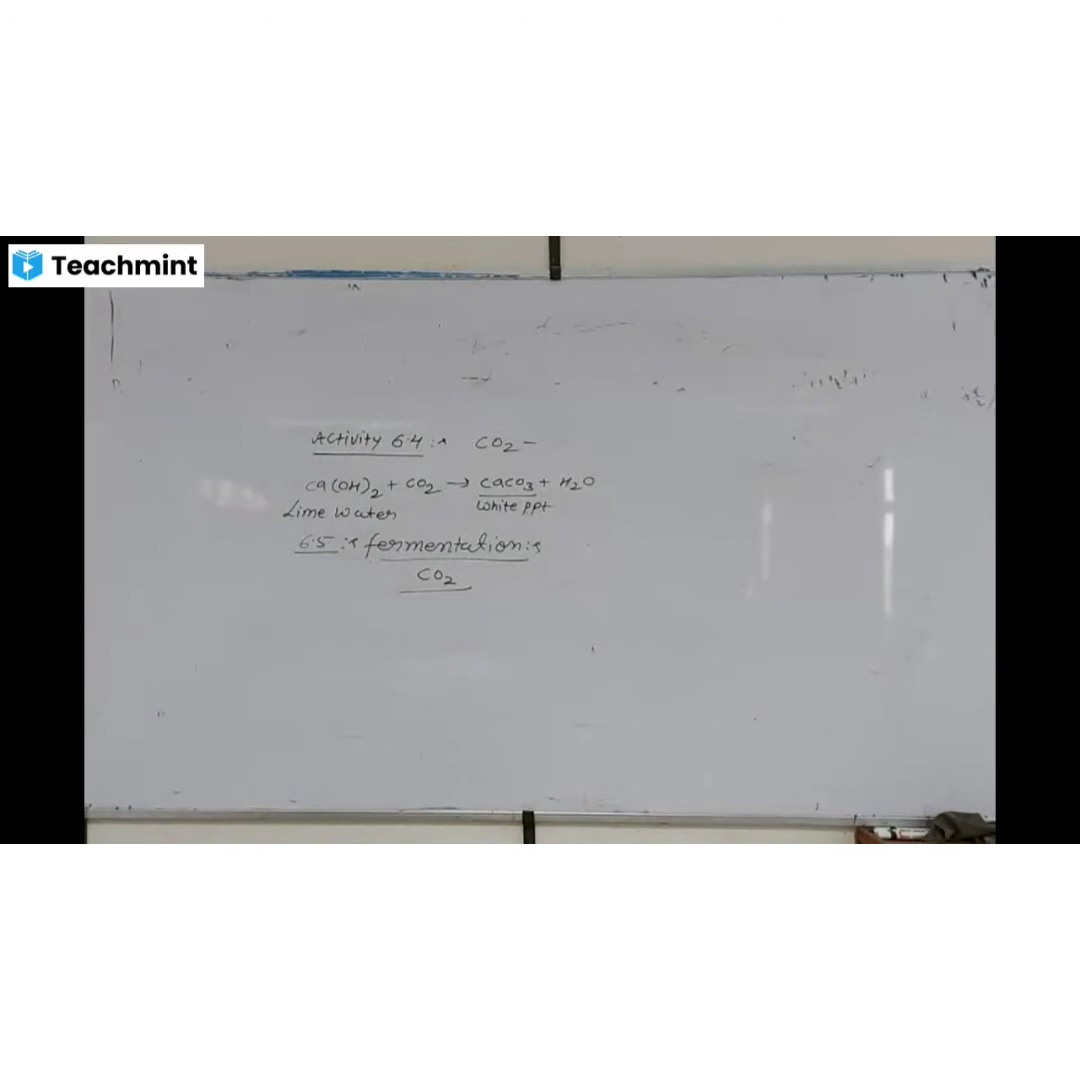 Teachmint
Activity 6.4 :- CO2 -
Ca(OH)2 + CO2 → CaCO3 + H2O
Lime water White ppt
6.5 :- fermentation :-
CO2